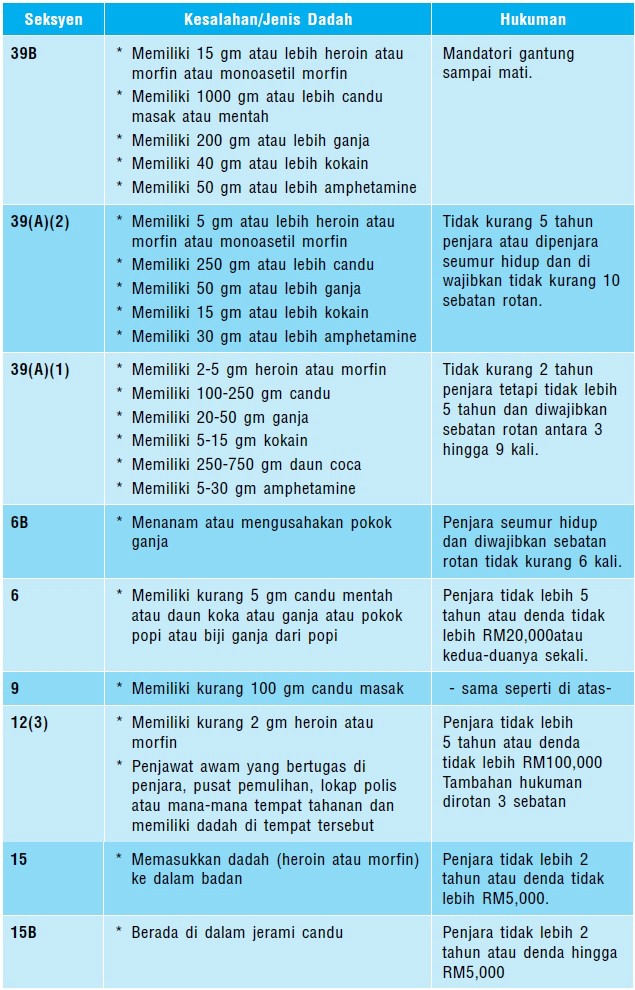 Seksyen
Kesalahan/Jenis Dadah
Hukuman
39B
* Memiliki 15 gm atau lebih heroin atau
morfin atau monoasetil morfin
* Memiliki 1000 gm atau lebih candu
masak atau mentah
* Memiliki 200 gm atau lebih ganja
* Memiliki 40 gm atau lebih kokain
* Memiliki 50 gm atau lebih amphetamine
Mandatori gantung
sampai mati.
39(A)(2)
* Memiliki 5 gm atau lebih heroin atau
morfin atau monoasetil morfin
* Memiliki 250 gm atau lebih candu
* Memiliki 50 gm atau lebih ganja
* Memiliki 15 gm atau lebih kokain
* Memiliki 30 gm atau lebih amphetamine
Tidak kurang 5 tahun
penjara atau dipenjara
seumur hidup dan di
wajibkan tidak kurang 10
sebatan rotan.
39(A)(1)
* Memiliki 2-5 gm heroin atau morfin
* Memiliki 100-250 gm candu
* Memiliki 20-50 gm ganja
* Memiliki 5-15 gm kokain
* Memiliki 250-750 gm daun coca
* Memiliki 5-30 gm amphetamine
Tidak kurang 2 tahun
penjara tetapi tidak lebih
5 tahun dan diwajibkan
sebatan rotan antara 3
hingga 9 kali.
6B
* Menanam atau mengusahakan pokok
ganja
Penjara seumur hidup
dan diwajibkan sebatan
rotan tidak kurang 6 kali.
6
* Memiliki kurang 5 gm candu mentah
atau daun koka atau ganja atau pokok
popi atau biji ganja dari popi
Penjara tidak lebih 5
tahun atau denda tidak
lebih RM20,000atau
kedua-duanya sekali.
9
* Memiliki kurang 100 gm candu masak
- sama seperti di atas-
12(3)
* Memiliki kurang 2 gm heroin atau
morfin
* Penjawat awam yang bertugas di
penjara, pusat pemulihan, lokap polis
atau mana-mana tempat tahanan dan
memiliki dadah di tempat tersebut
Penjara tidak lebih
5 tahun atau denda
tidak lebih RM100,000
Tambahan hukuman
dirotan 3 sebatan
15
* Memasukkan dadah (heroin atau morfin)
ke dalam badan
Penjara tidak lebih 2
tahun atau denda tidak
lebih RM5,000.
15B
* Berada di dalam jerami candu
Penjara tidak lebih 2
tahun atau denda hingga
RM5,000